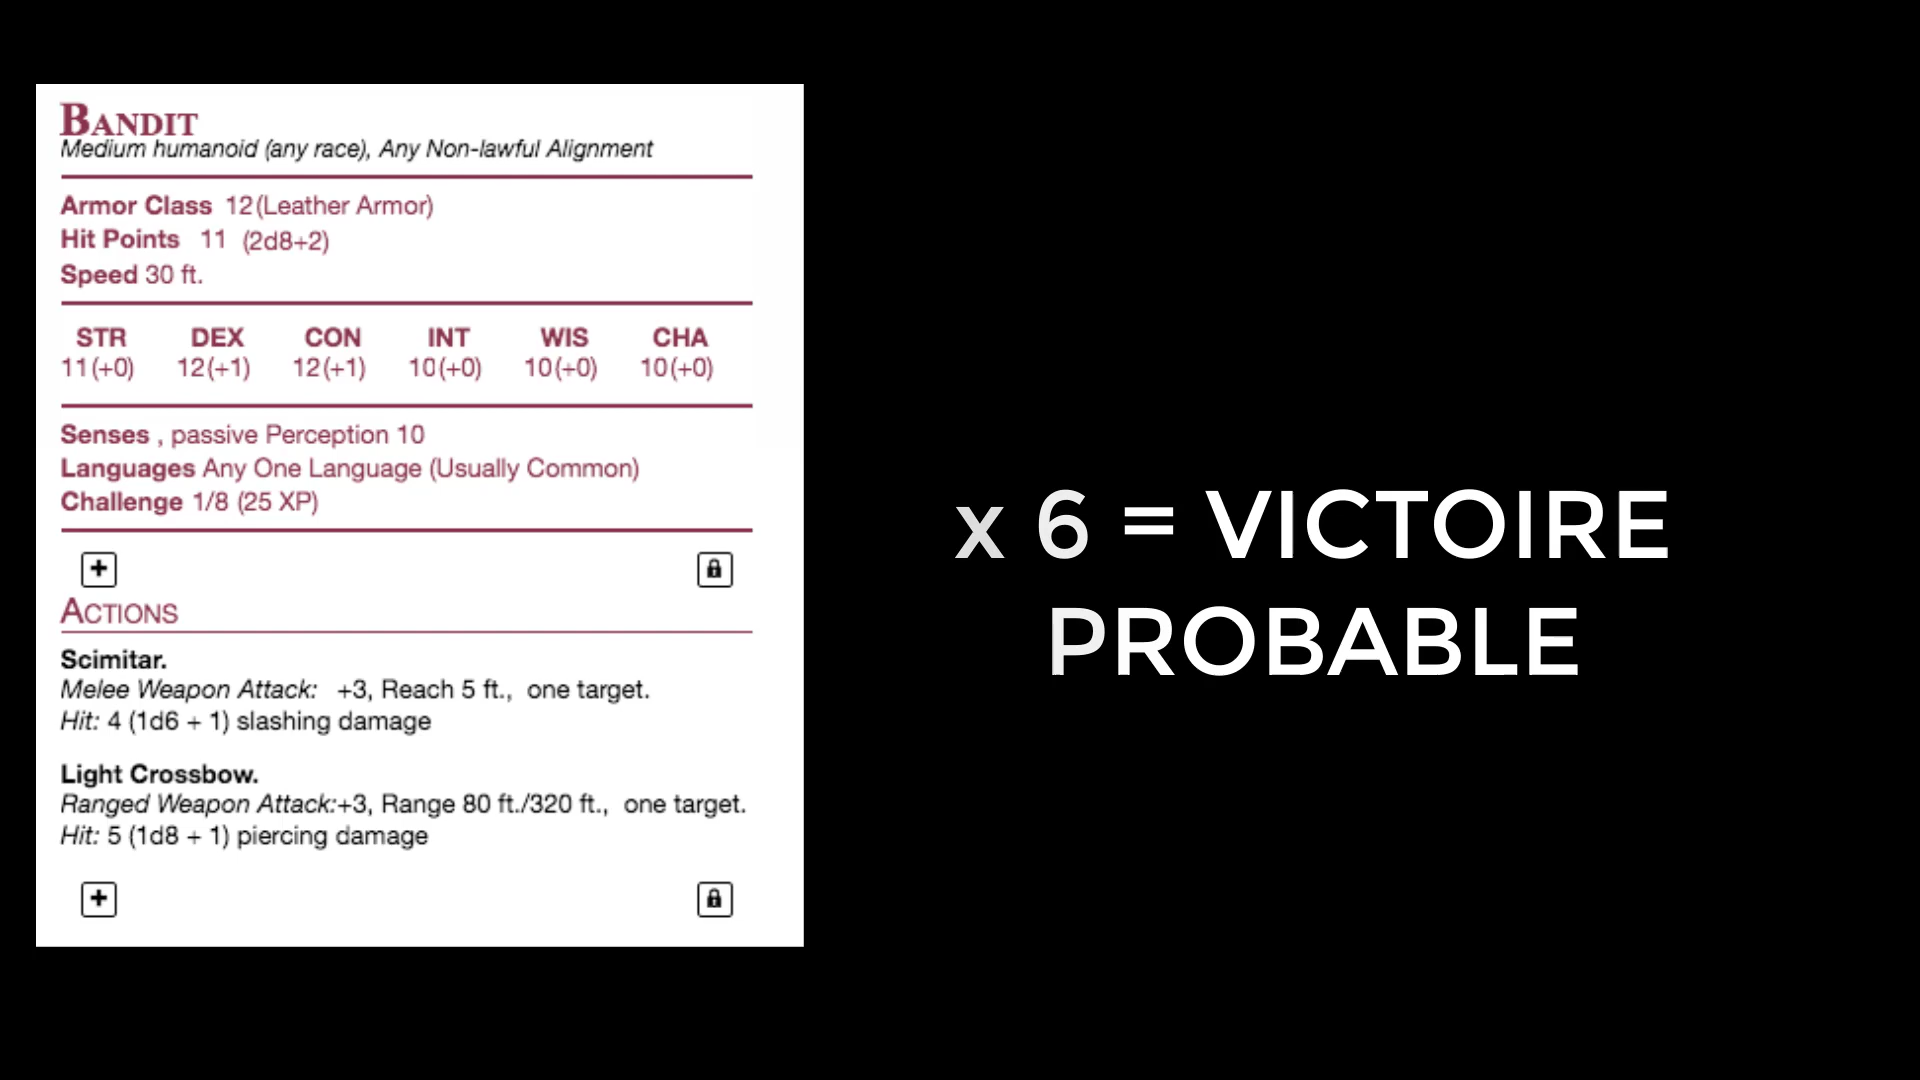 BANDIT
Medium humanoid (any race), Any Non-lawful Alignment
Armor Class 12(Leather Armor)
Hit Points 11 (2d8+2)
Speed 30 ft.
STR DEX CON INT WIS CHA
11(+0) 12(+1) 12(+1) 10(+0) 10(+0) 10(+0)
Senses , passive Perception 10
Languages Any One Language (Usually Common)
Challenge 1/8 (25 XP)
ACTIONS
Scimitar.
Melee Weapon Attack: +3, Reach 5 ft., one target.
Hit: 4 (1d6 + 1) slashing damage
Light Crossbow.
Ranged Weapon Attack:+3, Range 80 ft./320 ft., one target.
Hit: 5 (1d8 + 1) piercing damage
x 6 = VICTOIRE
PROBABLE